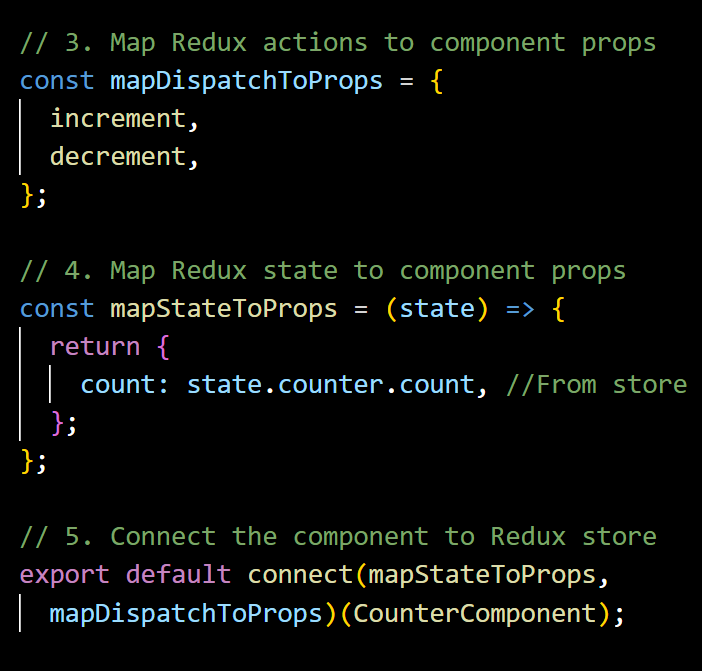 // 3. Map Redux actions to component props
const mapDispatchToProps = {
  increment,
  decrement,
};

// 4. Map Redux state to component props
const mapStateToProps = (state) => {
  return {
    count: state.counter.count, //From store
  };
};

// 5. Connect the component to Redux store
export default connect(mapStateToProps,
  mapDispatchToProps)(CounterComponent);